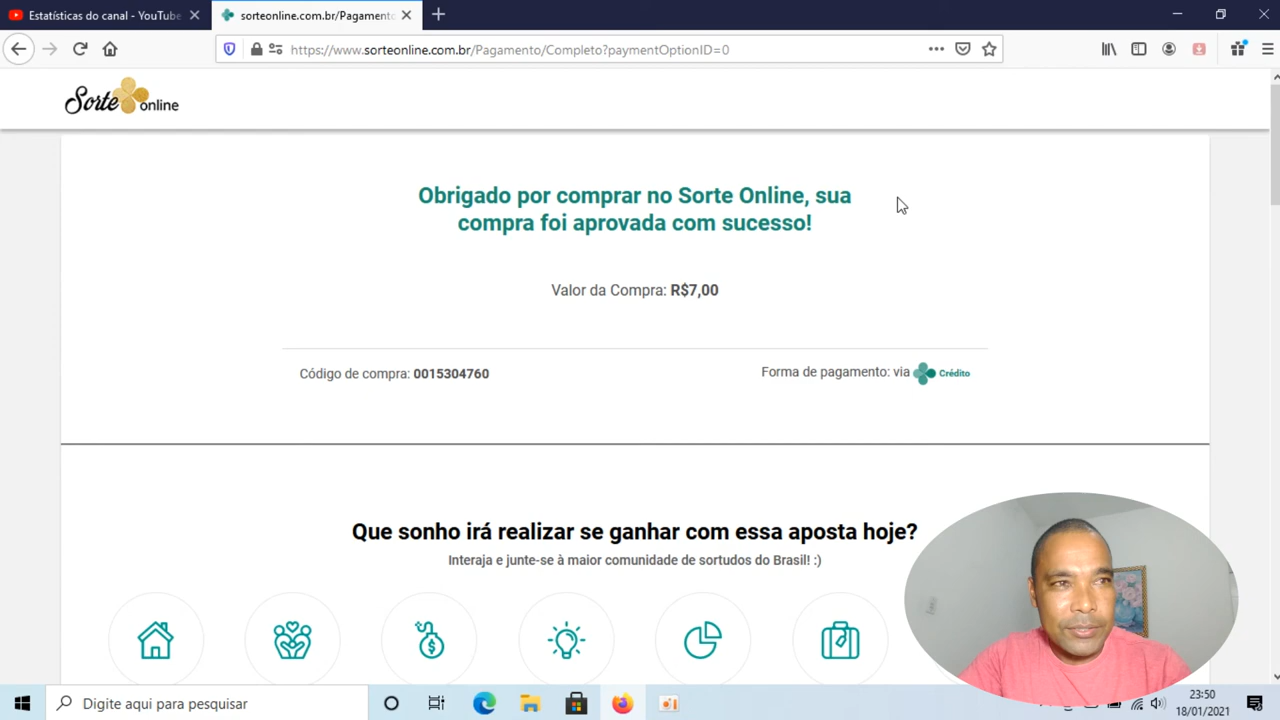 Estatísticas do canal - YouTube
sorteonline.com.br/Pagamento
https://www.sorteonline.com.br/Pagamento/Completo?paymentOptionID=0
Sorte online
Obrigado por comprar no Sorte Online, sua
compra foi aprovada com sucesso!
Valor da Compra: R$7,00
Código de compra: 0015304760
Forma de pagamento: via Crédito
Que sonho irá realizar se ganhar com essa aposta hoje?
Interaja e junte-se à maior comunidade de sortudos do Brasil! :)
Digite aqui para pesquisar
23:50
18/01/2021